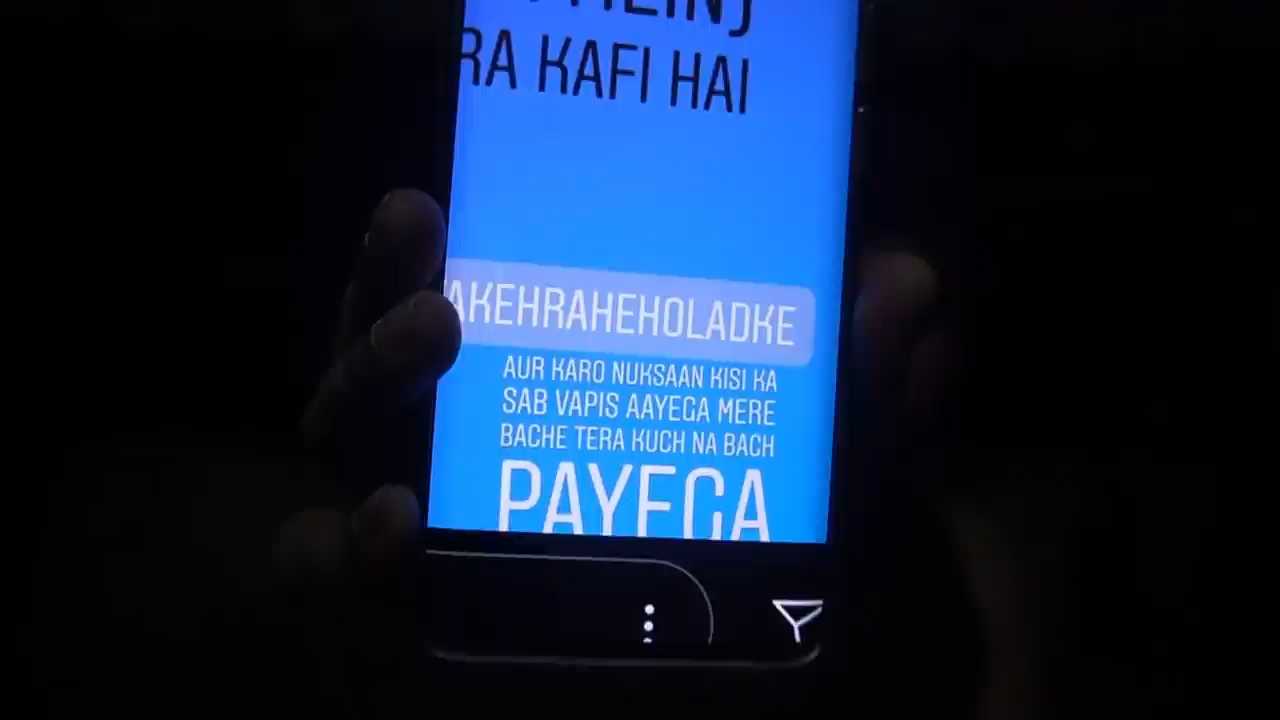 RA KAFI HAI
AKEHRAHEHOLADKE
AUR KARO NUKSAAN KISI KA
SAB VAPIS AAYEGA MERE
BACHE TERA KUCH NA BACH
PAYEGA